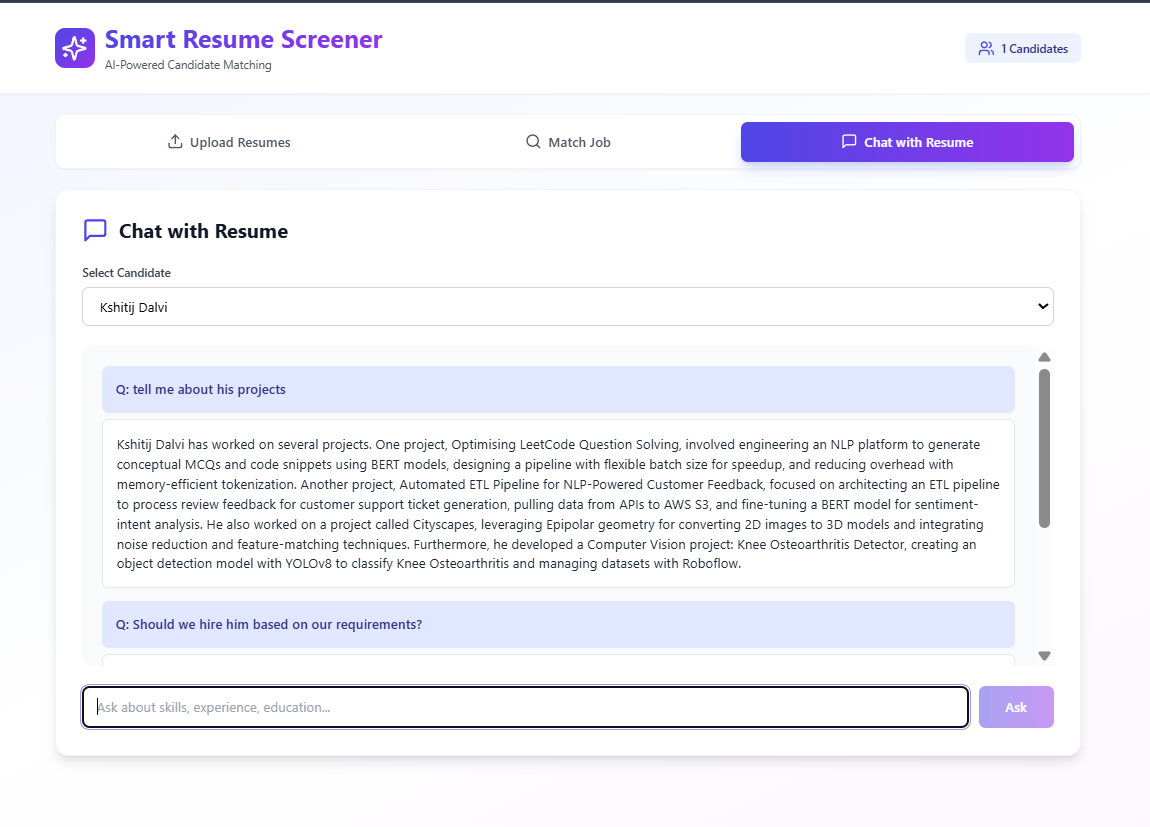 Smart Resume Screener
AI-Powered Candidate Matching
1 Candidates
Upload Resumes
Match Job
Chat with Resume
Chat with Resume
Select Candidate
Kshitij Dalvi
Q: tell me about his projects
Kshitij Dalvi has worked on several projects. One project, Optimising LeetCode Question Solving, involved engineering an NLP platform to generate
conceptual MCQs and code snippets using BERT models, designing a pipeline with flexible batch size for speedup, and reducing overhead with
memory-efficient tokenization. Another project, Automated ETL Pipeline for NLP-Powered Customer Feedback, focused on architecting an ETL pipeline
to process review feedback for customer support ticket generation, pulling data from APIs to AWS S3, and fine-tuning a BERT model for sentiment-
intent analysis. He also worked on a project called Cityscapes, leveraging Epipolar geometry for converting 2D images to 3D models and integrating
noise reduction and feature-matching techniques. Furthermore, he developed a Computer Vision project: Knee Osteoarthritis Detector, creating an
object detection model with YOLOv8 to classify Knee Osteoarthritis and managing datasets with Roboflow.
Q: Should we hire him based on our requirements?
Ask about skills, experience, education...
Ask